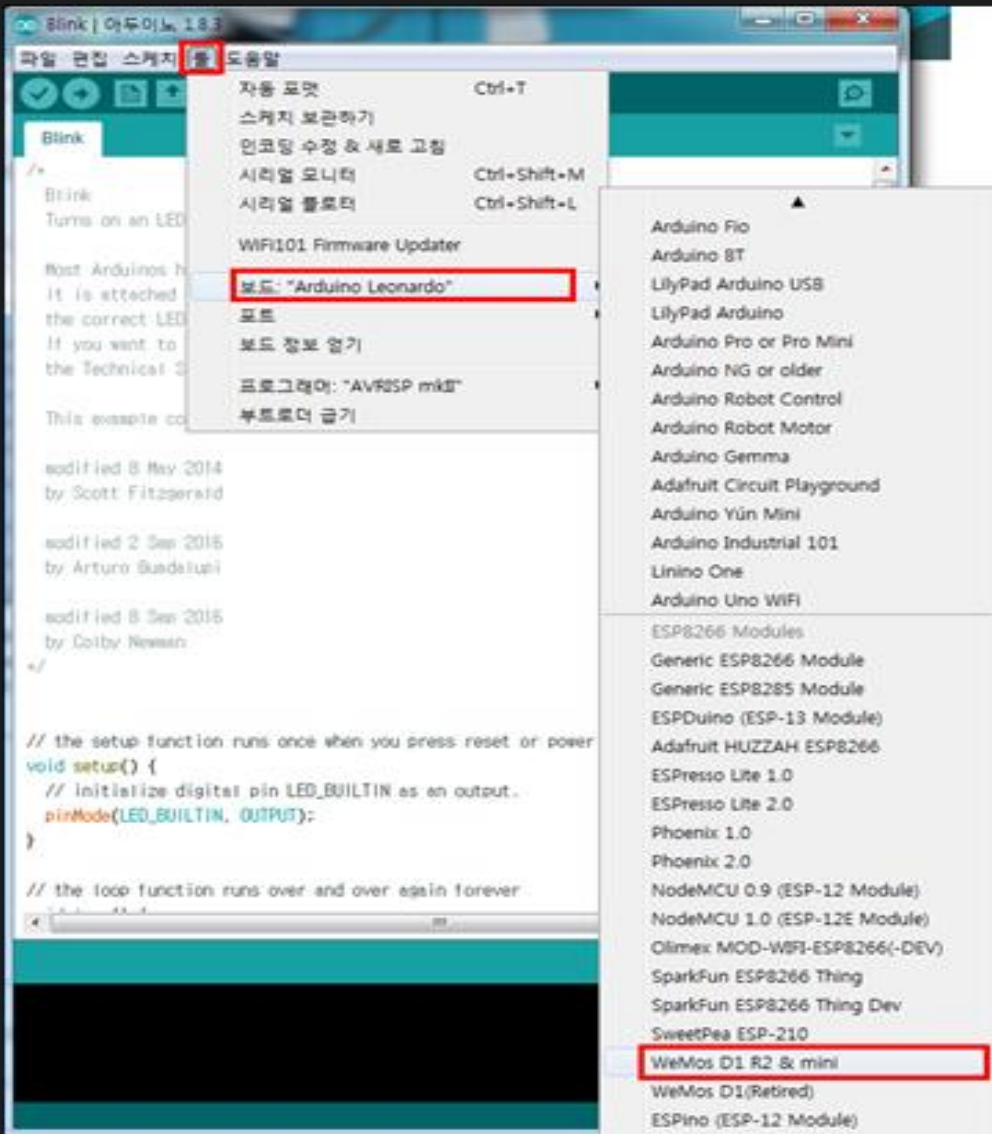 Blink | 아두이노 1.8.3
파일 편집 스케치 툴 도움말
Blink
자동 포맷 Ctrl+T
스케치 보관하기
인코딩 수정 & 새로 고침
시리얼 모니터 Ctrl+Shift+M
시리얼 플로터 Ctrl+Shift+L
WiFi101 Firmware Updater
보드: "Arduino Leonardo"
포트
보드 정보 얻기
프로그래머: "AVRISP mkII"
부트로더 굽기
/*
Blink
Turns on an LED
Most Arduinos h
it is attached
the correct LED
If you want to
the Technical S
This example co
modified 8 May 2014
by Scott Fitzgerald
modified 2 Sep 2016
by Arturo Guadalupi
modified 8 Sep 2016
by Colby Newman
*/
// the setup function runs once when you press reset or power
void setup() {
// initialize digital pin LED_BUILTIN as an output.
pinMode(LED_BUILTIN, OUTPUT);
}
// the loop function runs over and over again forever
Arduino Fio
Arduino BT
LilyPad Arduino USB
LilyPad Arduino
Arduino Pro or Pro Mini
Arduino NG or older
Arduino Robot Control
Arduino Robot Motor
Arduino Gemma
Adafruit Circuit Playground
Arduino Yún Mini
Arduino Industrial 101
Linino One
Arduino Uno WiFi
ESP8266 Modules
Generic ESP8266 Module
Generic ESP8285 Module
ESPDuino (ESP-13 Module)
Adafruit HUZZAH ESP8266
ESPresso Lite 1.0
ESPresso Lite 2.0
Phoenix 1.0
Phoenix 2.0
NodeMCU 0.9 (ESP-12 Module)
NodeMCU 1.0 (ESP-12E Module)
Olimex MOD-WIFI-ESP8266(-DEV)
SparkFun ESP8266 Thing
SparkFun ESP8266 Thing Dev
SweetPea ESP-210
WeMos D1 R2 & mini
WeMos D1(Retired)
ESPino (ESP-12 Module)